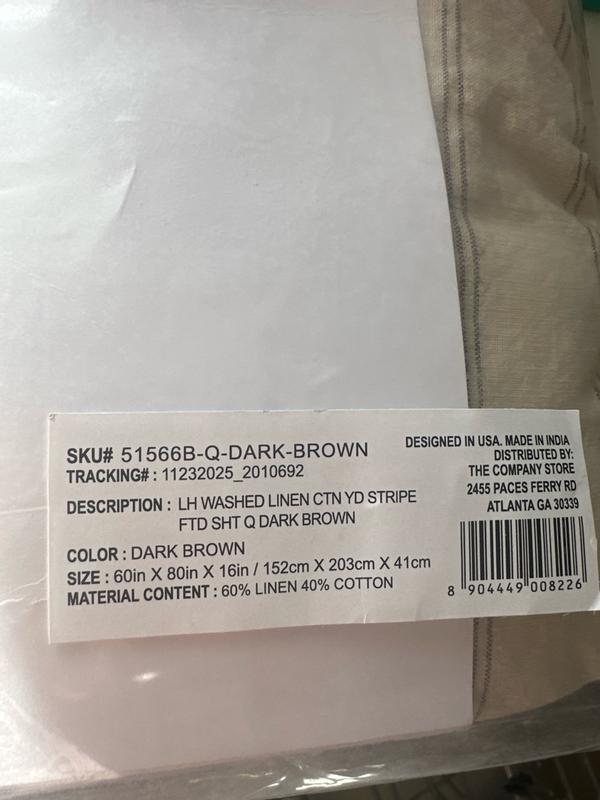 SKU# 51566B-Q-DARK-BROWN
TRACKING# : 11232025_2010692
DESCRIPTION : LH WASHED LINEN CTN YD STRIPE
FTD SHT Q DARK BROWN
COLOR : DARK BROWN
SIZE : 60in X 80in X 16in / 152cm X 203cm X 41cm
MATERIAL CONTENT : 60% LINEN 40% COTTON
DESIGNED IN USA. MADE IN INDIA
DISTRIBUTED BY:
THE COMPANY STORE
2455 PACES FERRY RD
ATLANTA GA 30339
8 904449 008226